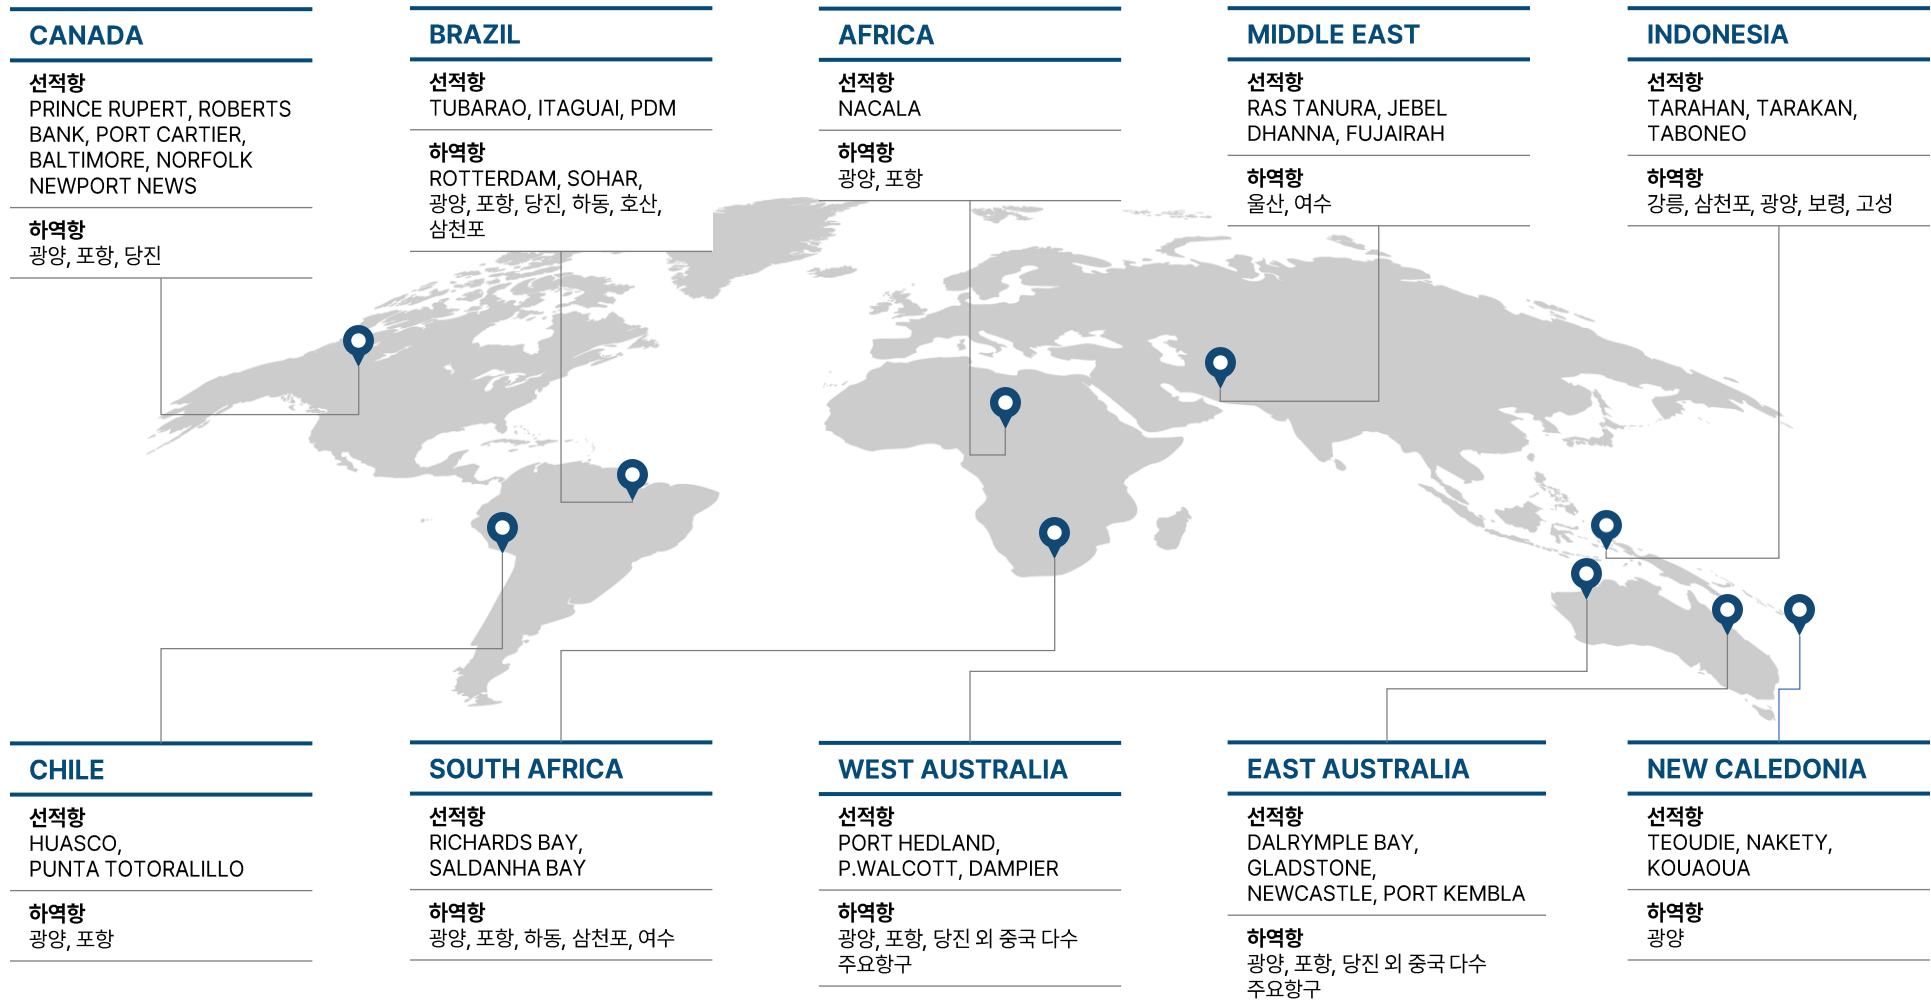 CANADA
선적항
PRINCE RUPERT, ROBERTS
BANK, PORT CARTIER,
BALTIMORE, NORFOLK
NEWPORT NEWS
하역항
광양, 포항, 당진
BRAZIL
선적항
TUBARAO, ITAGUAI, PDM
하역항
ROTTERDAM, SOHAR,
광양, 포항, 당진, 하동, 호산,
삼천포
AFRICA
선적항
NACALA
하역항
광양, 포항
MIDDLE EAST
선적항
RAS TANURA, JEBEL
DHANNA, FUJAIRAH
하역항
울산, 여수
INDONESIA
선적항
TARAHAN, TARAKAN,
TABONEO
하역항
강릉, 삼천포, 광양, 보령, 고성
CHILE
선적항
HUASCO,
PUNTA TOTORALILLO
하역항
광양, 포항
SOUTH AFRICA
선적항
RICHARDS BAY,
SALDANHA BAY
하역항
광양, 포항, 하동, 삼천포, 여수
WEST AUSTRALIA
선적항
PORT HEDLAND,
P.WALCOTT, DAMPIER
하역항
광양, 포항, 당진 외 중국 다수
주요항구
EAST AUSTRALIA
선적항
DALRYMPLE BAY,
GLADSTONE,
NEWCASTLE, PORT KEMBLA
하역항
광양, 포항, 당진 외 중국 다수
주요항구
NEW CALEDONIA
선적항
TEOUDIE, NAKETY,
KOUAOUA
하역항
광양